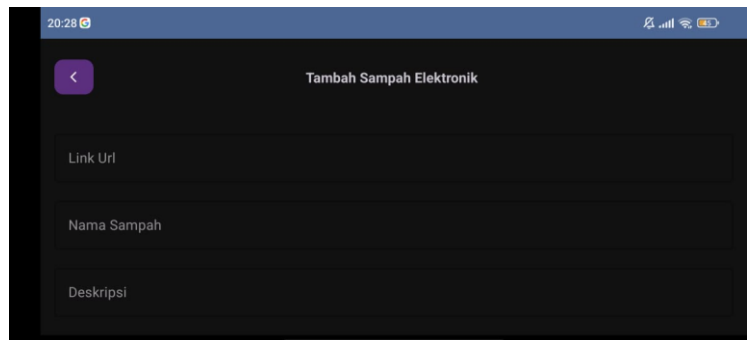 20:28
Tambah Sampah Elektronik
Link Url
Nama Sampah
Deskripsi